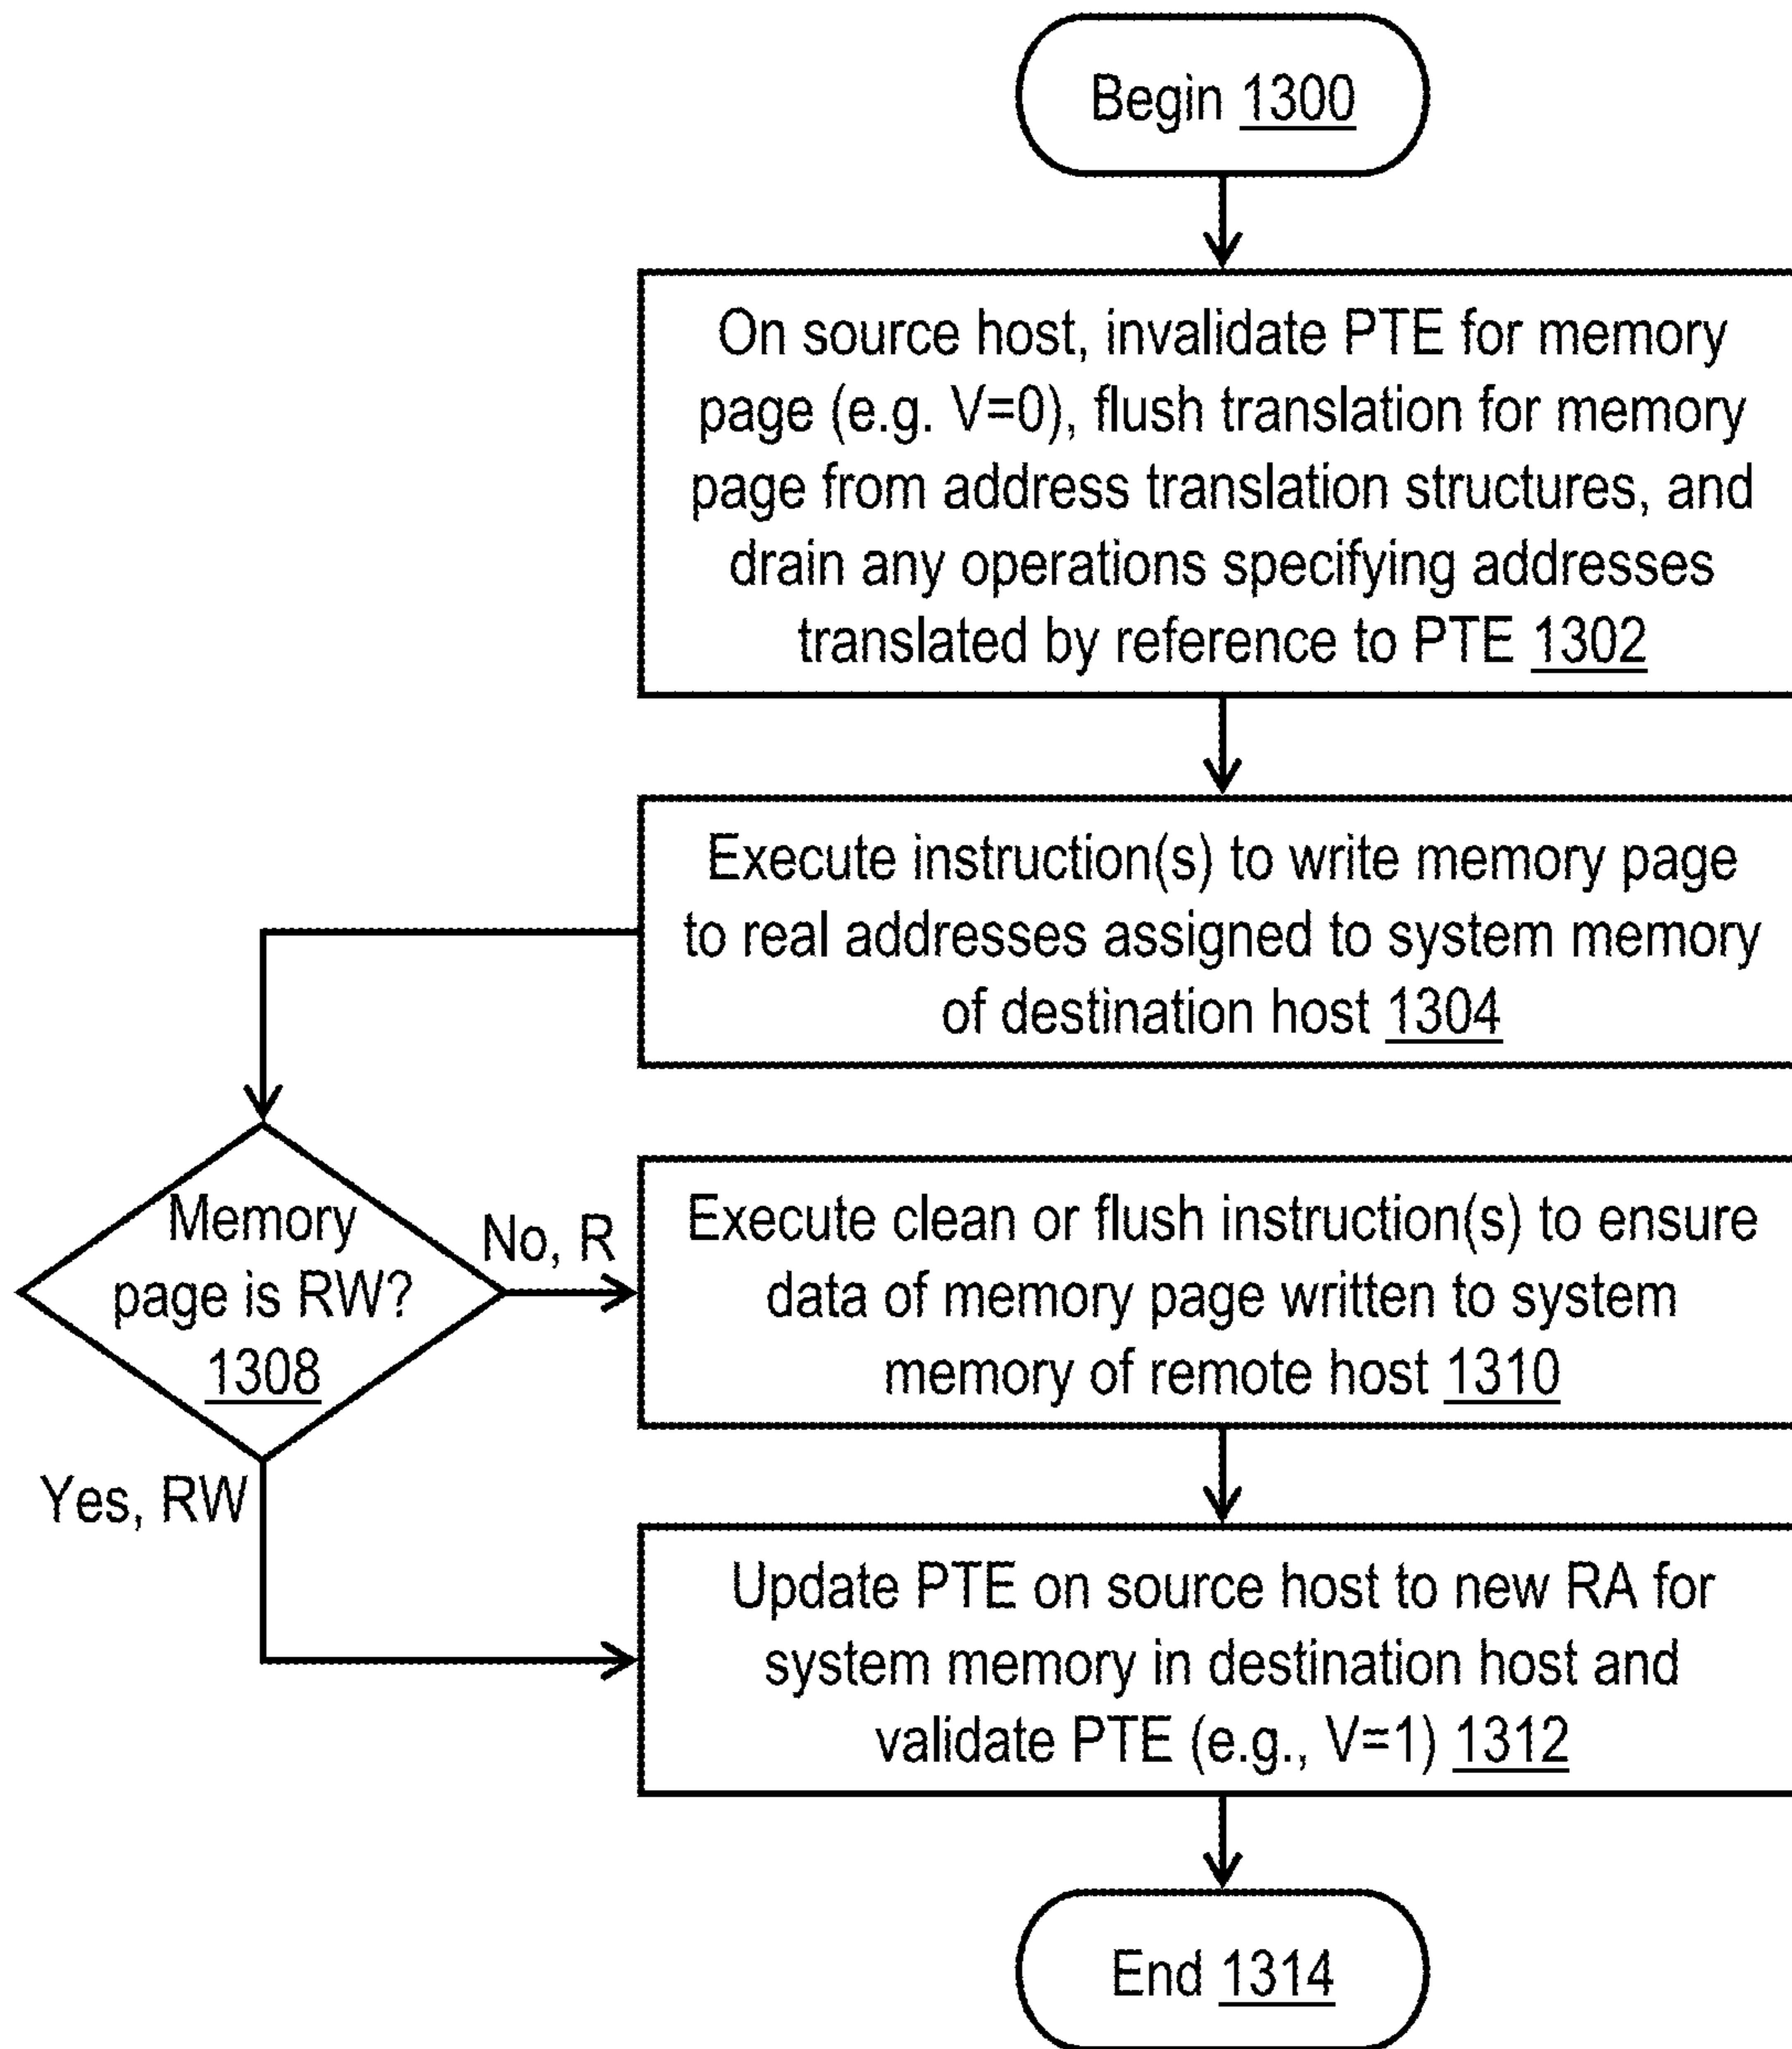 Begin 1300
On source host, invalidate PTE for memory
page (e.g. V=0), flush translation for memory
page from address translation structures, and
drain any operations specifying addresses
translated by reference to PTE 1302
Execute instruction(s) to write memory page
to real addresses assigned to system memory
of destination host 1304
Memory
page is RW?
1308
No, R
Yes, RW
Execute clean or flush instruction(s) to ensure
data of memory page written to system
memory of remote host 1310
Update PTE on source host to new RA for
system memory in destination host and
validate PTE (e.g., V=1) 1312
End 1314